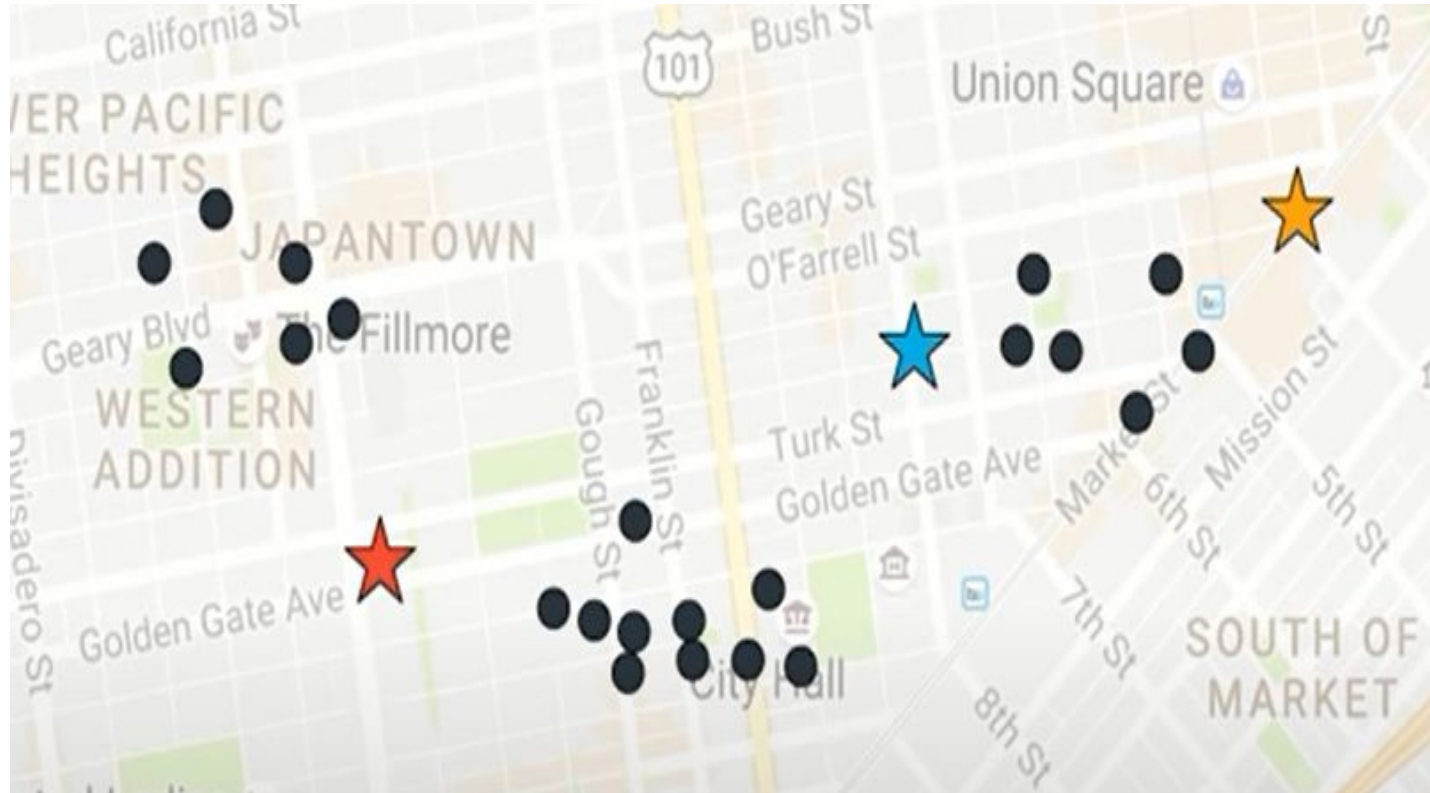 California St
Bush St
St
101
Union Square
VER PACIFIC
HEIGHTS
JAPANTOWN
Geary St
O'Farrell St
Geary Blvd
The Fillmore
WESTERN
ADDITION
Franklin St
Gough St
Turk St
Golden Gate Ave
Market St
Mission St
6th St
5th St
Divisadero St
Golden Gate Ave
7th St
SOUTH OF
MARKET
City Hall
8th St